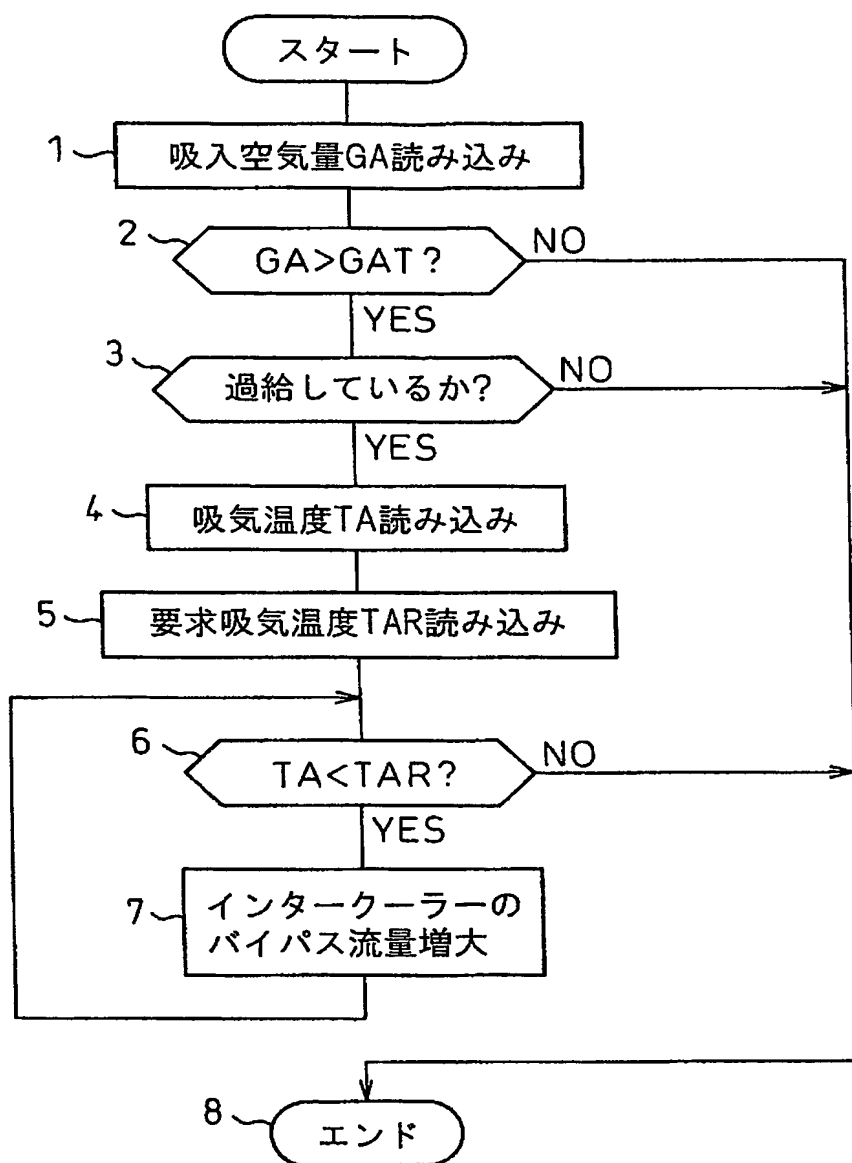 スタート
1
吸入空気量GA読み込み
2
GA>GAT?
NO
YES
3
過給しているか?
NO
YES
4
吸気温度TA読み込み
5
要求吸気温度TAR読み込み
6
TA<TAR?
NO
YES
7
インタークーラーの
バイパス流量増大
8
エンド